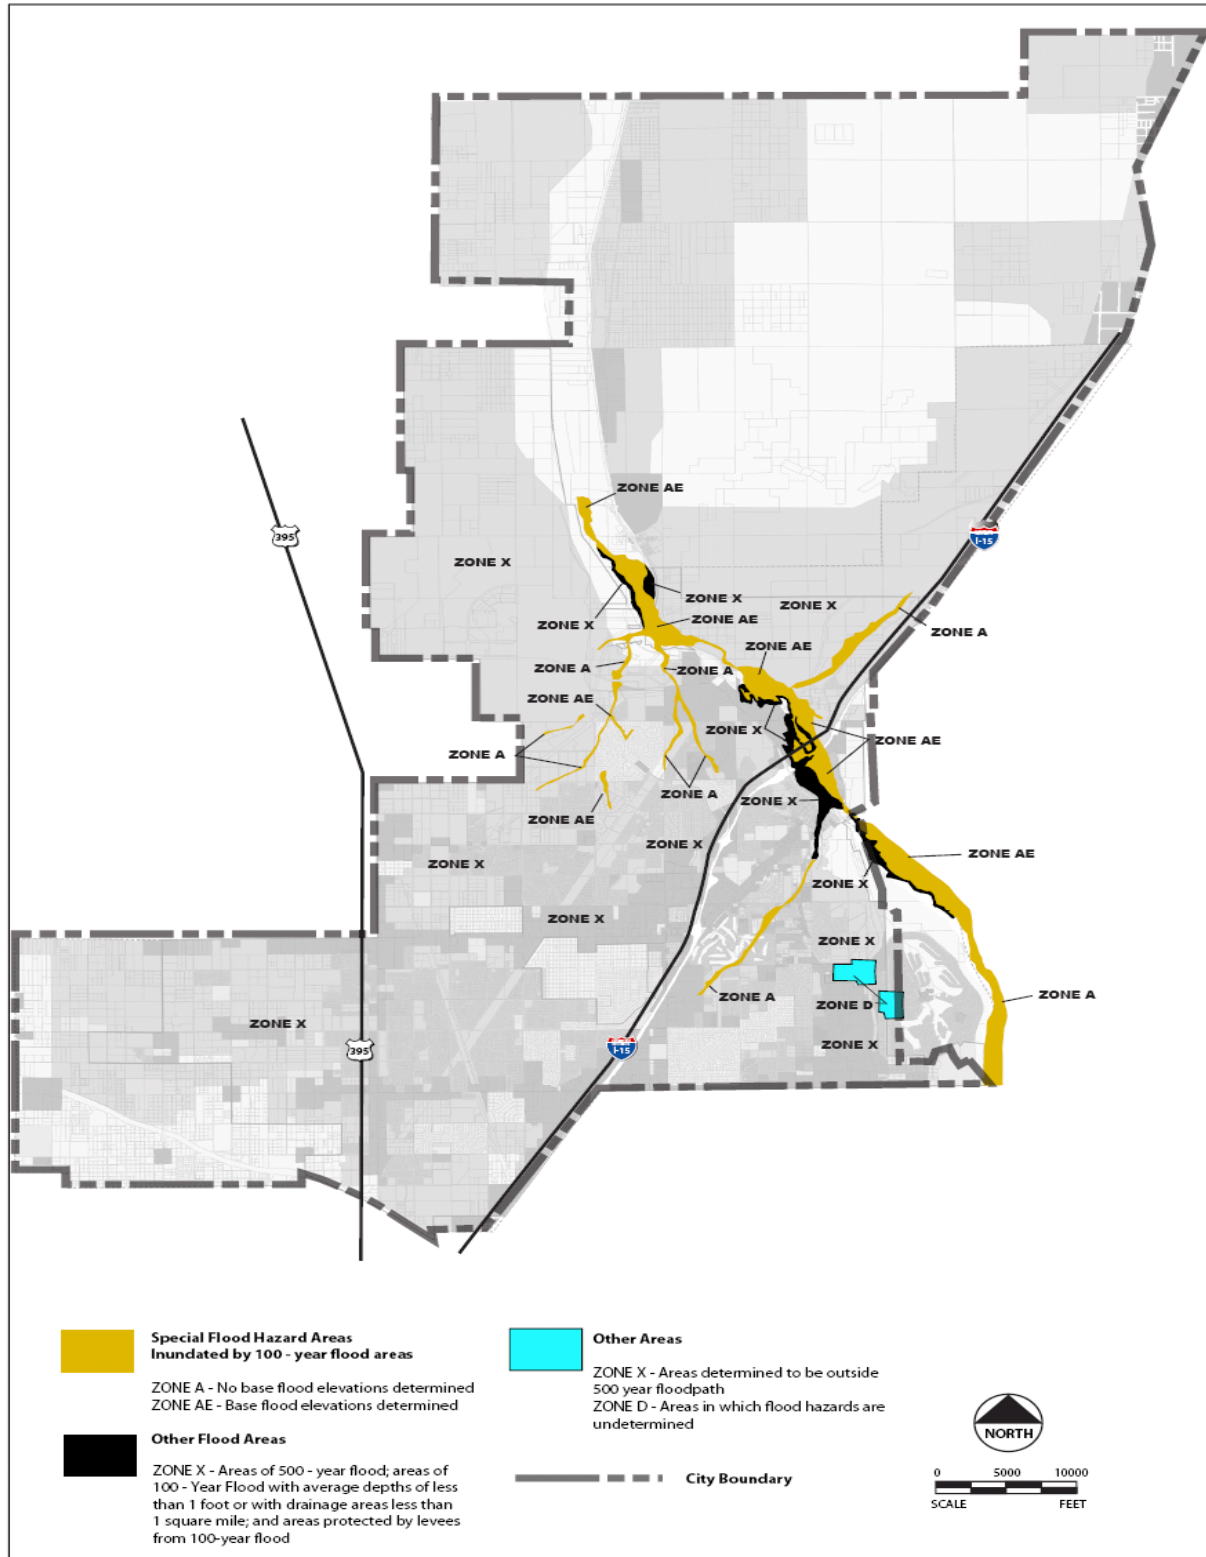 ZONE AE
395
I-15
ZONE X
ZONE X
ZONE X
ZONE X
ZONE AE
ZONE A
ZONE AE
ZONE A
ZONE A
ZONE AE
ZONE X
ZONE AE
ZONE A
ZONE A
ZONE X
ZONE AE
ZONE X
ZONE AE
ZONE X
ZONE X
ZONE X
ZONE X
ZONE A
ZONE A
ZONE D
ZONE X
ZONE X
395
I-15
Special Flood Hazard Areas
Inundated by 100 - year flood areas
ZONE A - No base flood elevations determined
ZONE AE - Base flood elevations determined
Other Flood Areas
ZONE X - Areas of 500 - year flood; areas of
100 - Year Flood with average depths of less
than 1 foot or with drainage areas less than
1 square mile; and areas protected by levees
from 100-year flood
Other Areas
ZONE X - Areas determined to be outside
500 year floodpath
ZONE D - Areas in which flood hazards are
undetermined
City Boundary
NORTH
0 5000 10000
SCALE FEET